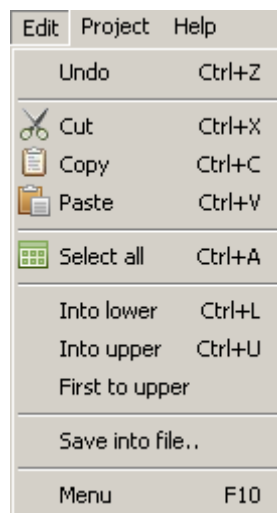 Edit Project Help
Undo Ctrl+Z
Cut Ctrl+X
Copy Ctrl+C
Paste Ctrl+V
Select all Ctrl+A
Into lower Ctrl+L
Into upper Ctrl+U
First to upper
Save into file..
Menu F10